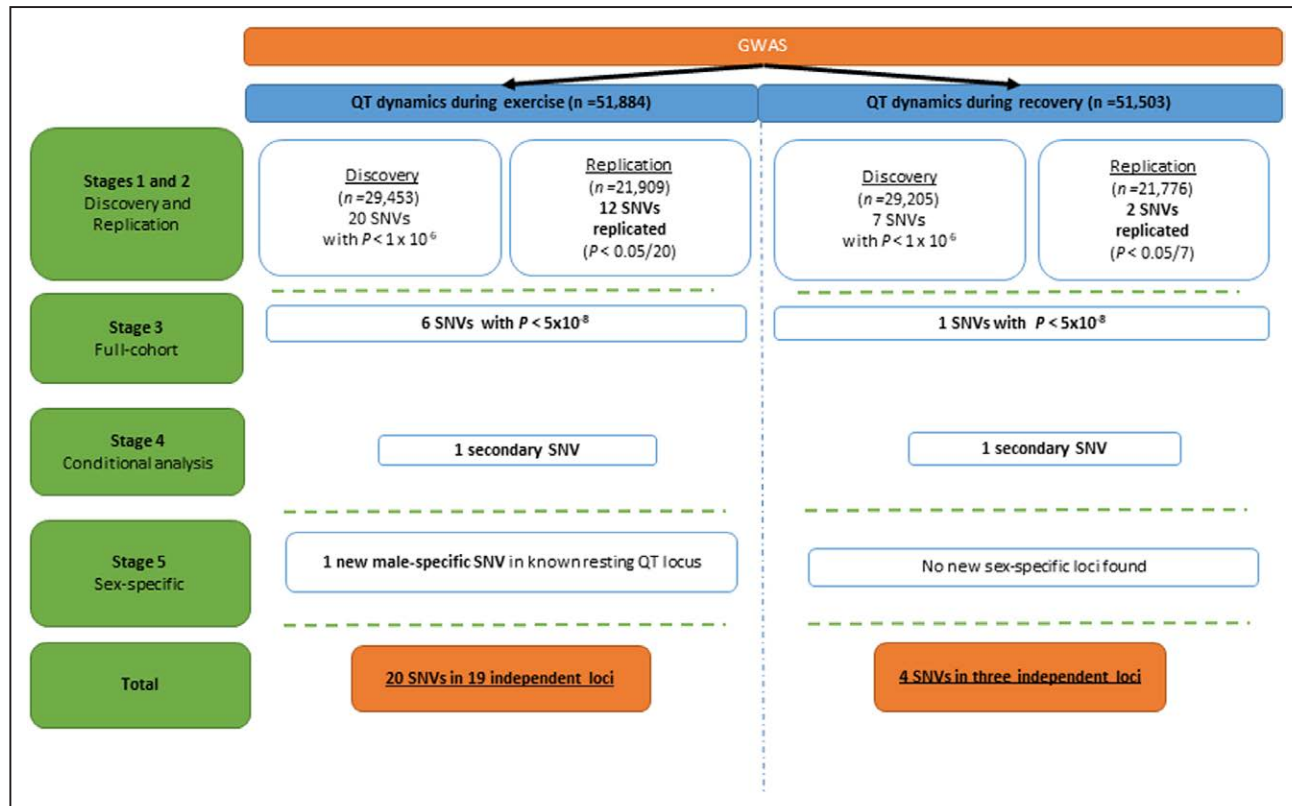 GWAS
QT dynamics during exercise (n =51,884)
QT dynamics during recovery (n =51,503)
Stages 1 and 2
Discovery and
Replication
Discovery
(n =29,453)
20 SNVs
with P < 1 x 10⁻⁶
Replication
(n =21,909)
12 SNVs
replicated
(P < 0.05/20)
Discovery
(n =29,205)
7 SNVs
with P < 1 x 10⁻⁶
Replication
(n =21,776)
2 SNVs
replicated
(P < 0.05/7)
Stage 3
Full-cohort
6 SNVs with P < 5x10⁻⁸
1 SNVs with P < 5x10⁻⁸
Stage 4
Conditional analysis
1 secondary SNV
1 secondary SNV
Stage 5
Sex-specific
1 new male-specific SNV in known resting QT locus
No new sex-specific loci found
Total
20 SNVs in 19 independent loci
4 SNVs in three independent loci